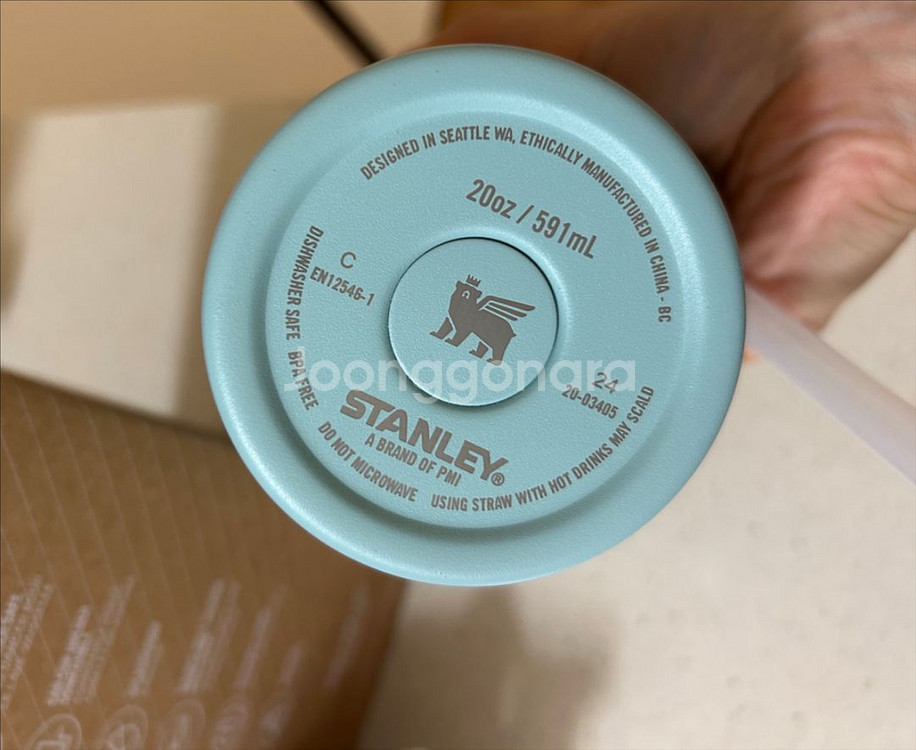 DESIGNED IN SEATTLE WA, ETHICALLY MANUFACTURED IN CHINA - BC
20oz / 591mL
C
EN12546-1
DISHWASHER SAFE BPA FREE
24
20-03405
STANLEY®
A BRAND OF PMI
DO NOT MICROWAVE USING STRAW WITH HOT DRINKS MAY SCALD
Joonggonara